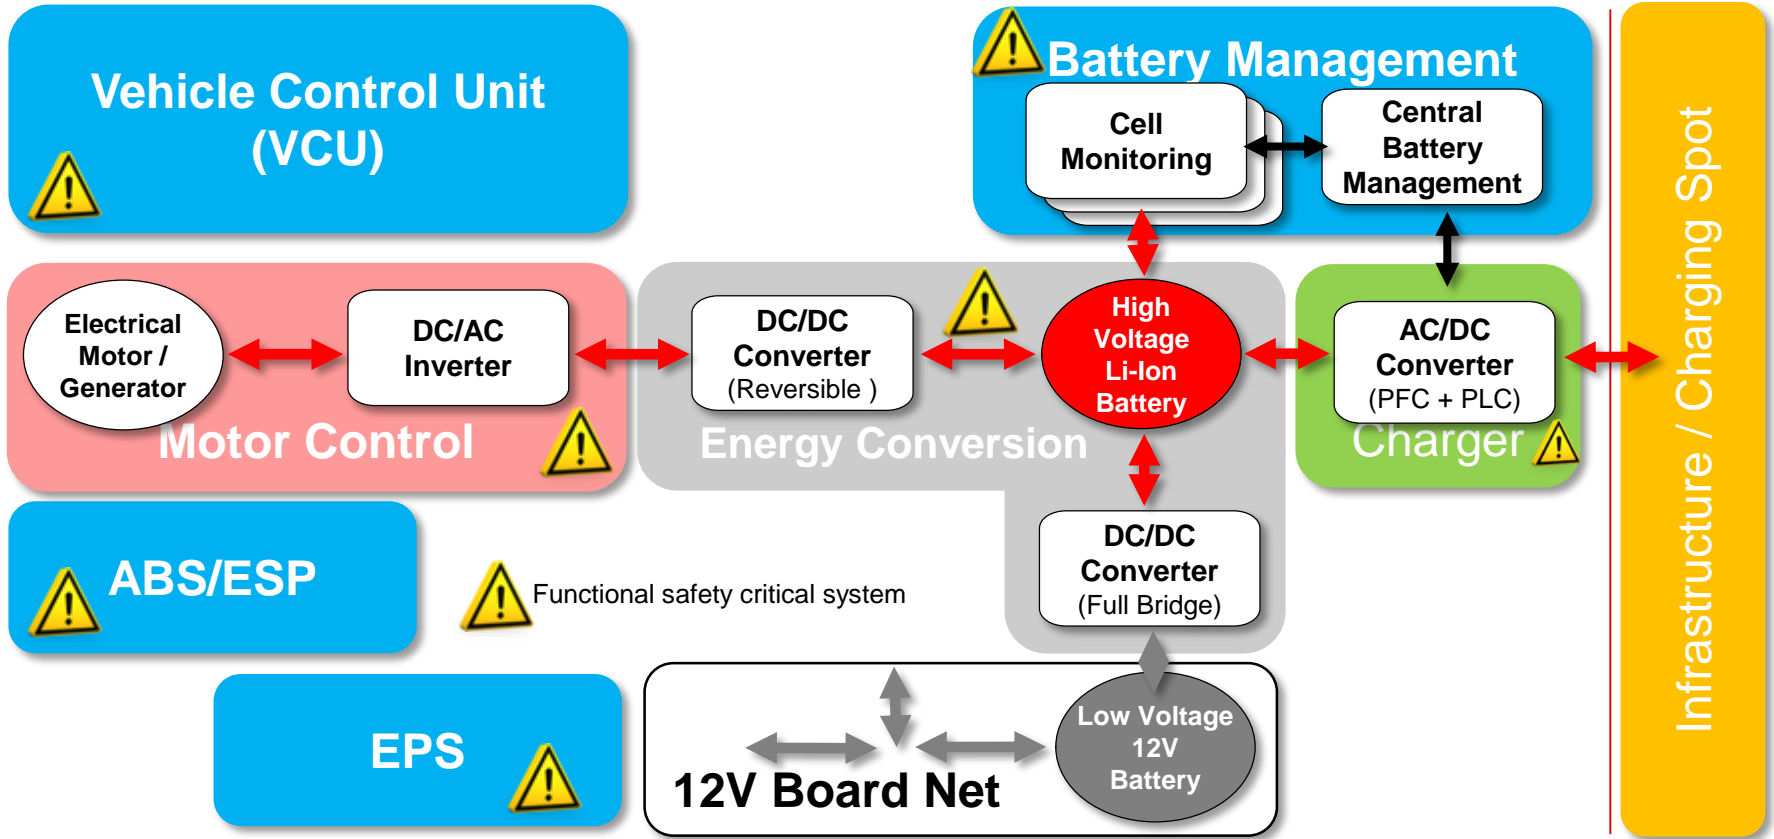 Vehicle Control Unit
(VCU)
Battery Management
Cell
Monitoring
Central
Battery
Management
Electrical
Motor /
Generator
DC/AC
Inverter
Motor Control
DC/DC
Converter
(Reversible )
Energy Conversion
High
Voltage
Li-Ion
Battery
AC/DC
Converter
(PFC + PLC)
Charger
Infrastructure / Charging Spot
ABS/ESP
Functional safety critical system
DC/DC
Converter
(Full Bridge)
EPS
Low Voltage
12V
Battery
12V Board Net